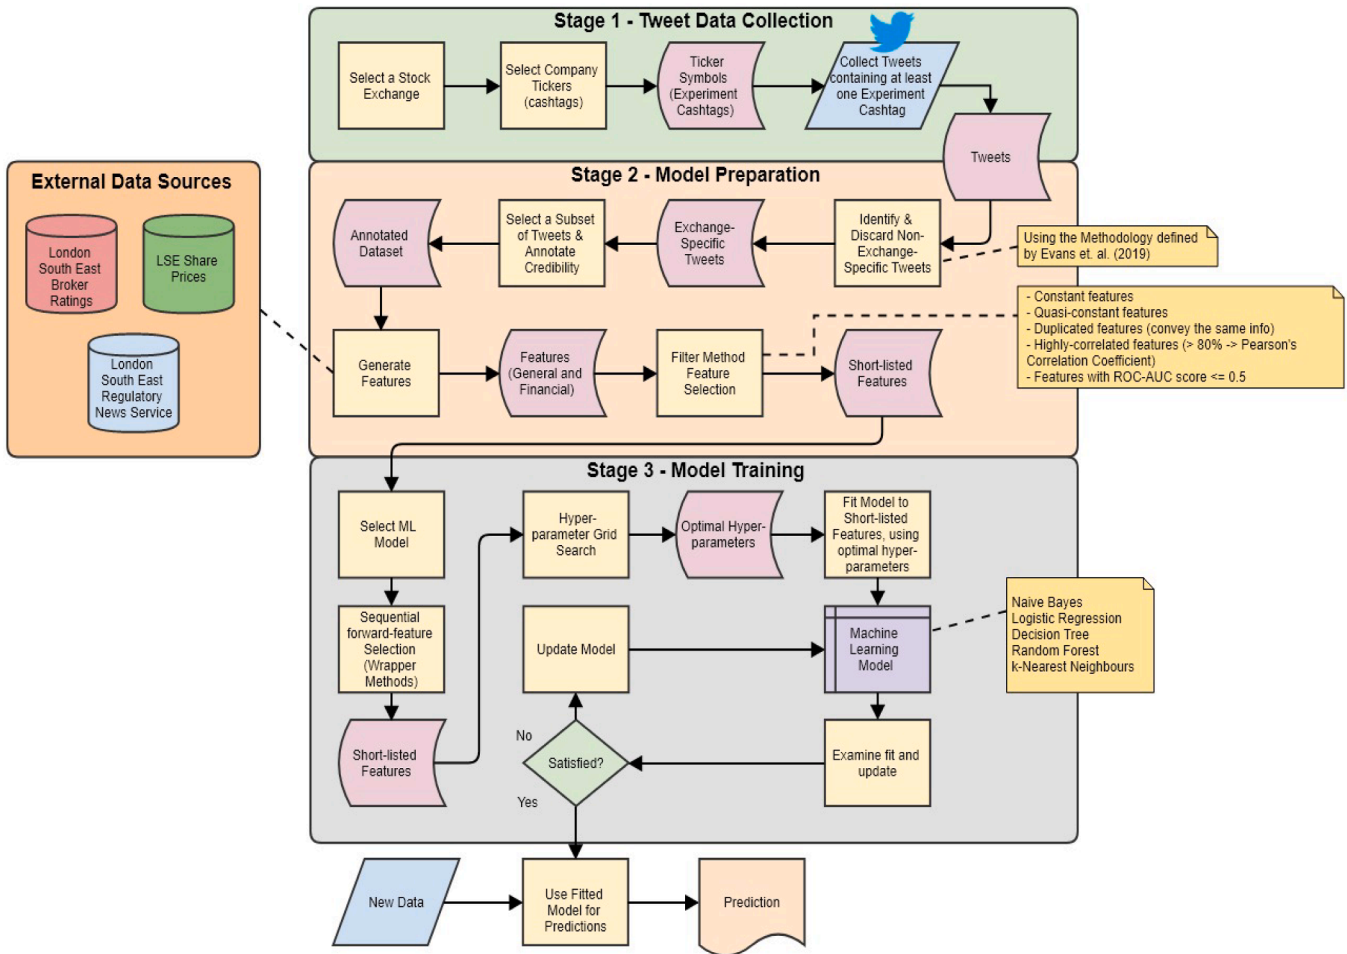 Stage 1 - Tweet Data Collection
Select a Stock
Exchange
Select Company
Tickers
(cashtags)
Ticker
Symbols
(Experiment
Cashtags)
Collect Tweets
containing at least
one Experiment
Cashtag
Tweets
External Data Sources
London
South East
Broker
Ratings
LSE Share
Prices
London
South East
Regulatory
News Service
Stage 2 - Model Preparation
Annotated
Dataset
Select a Subset
of Tweets &
Annotate
Credibility
Exchange-
Specific
Tweets
Identify &
Discard Non-
Exchange-
Specific Tweets
Using the Methodology defined
by Evans et. al. (2019)
Generate
Features
Features
(General and
Financial)
Filter Method
Feature
Selection
Short-listed
Features
- Constant features
- Quasi-constant features
- Duplicated features (convey the same info)
- Highly-correlated features (> 80% -> Pearson's
Correlation Coefficient)
- Features with ROC-AUC score <= 0.5
Stage 3 - Model Training
Select ML
Model
Hyper-
parameter Grid
Search
Optimal Hyper-
parameters
Fit Model to
Short-listed
Features, using
optimal hyper-
parameters
Sequential
forward-feature
Selection
(Wrapper
Methods)
Update Model
Machine
Learning
Model
Naive Bayes
Logistic Regression
Decision Tree
Random Forest
k-Nearest Neighbours
Short-listed
Features
No
Satisfied?
Yes
Examine fit and
update
New Data
Use Fitted
Model for
Predictions
Prediction